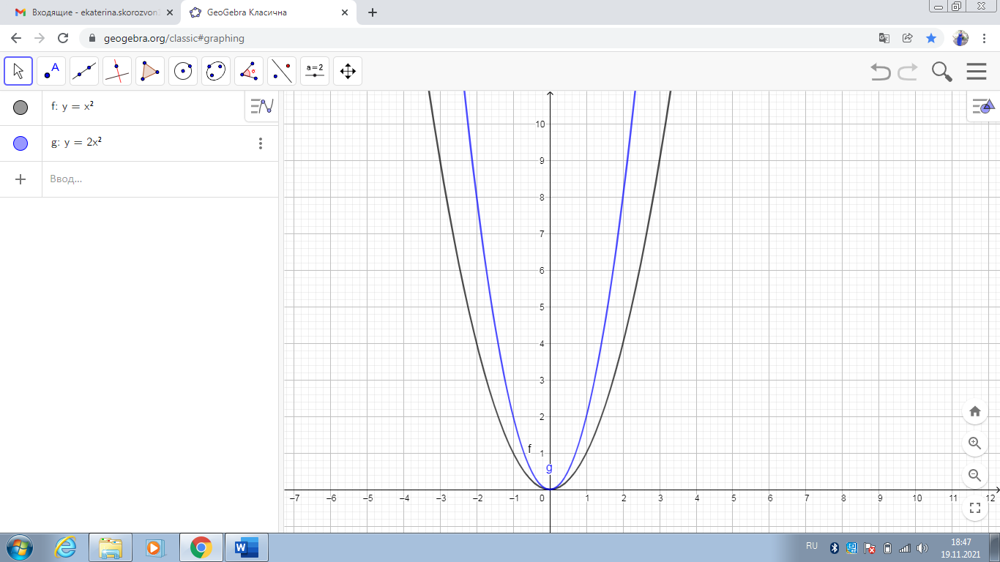 Входящие - ekaterina.skorozvon
GeoGebra Класична
geogebra.org/classic#graphing
A
a=2
f: y = x²
g: y = 2x²
Ввод...
10
9
8
7
6
5
4
3
2
1
f
g
–7 –6 –5 –4 –3 –2 –1 0 1 2 3 4 5 6 7 8 9 10 11 12
RU
18:47
19.11.2021